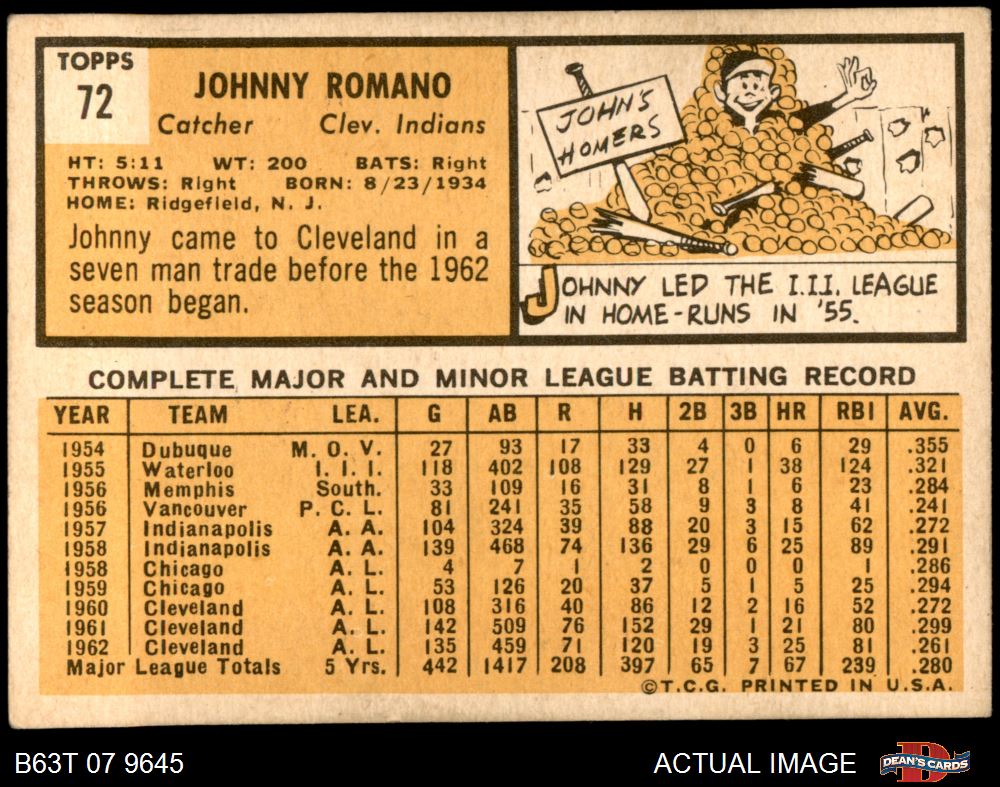 TOPPS
72
JOHNNY ROMANO
Catcher Clev. Indians
HT: 5:11 WT: 200 BATS: Right
THROWS: Right BORN: 8/23/1934
HOME: Ridgefield, N. J.
Johnny came to Cleveland in a
seven man trade before the 1962
season began.
JOHN'S
HOMERS
JOHNNY LED THE I.I.I. LEAGUE
IN HOME-RUNS IN '55.
COMPLETE MAJOR AND MINOR LEAGUE BATTING RECORD
YEAR TEAM LEA. G AB R H 2B 3B HR RBI AVG.
1954 Dubuque M. O. V. 27 93 17 33 4 0 6 29 .355
1955 Waterloo I. I. I. 118 402 108 129 27 1 38 124 .321
1956 Memphis South. 33 109 16 31 8 1 6 23 .284
1956 Vancouver P. C. L. 81 241 35 58 9 3 8 41 .241
1957 Indianapolis A. A. 104 324 39 88 20 3 15 62 .272
1958 Indianapolis A. A. 139 468 74 136 29 6 25 89 .291
1958 Chicago A. L. 4 7 1 2 0 0 0 1 .286
1959 Chicago A. L. 53 126 20 37 5 1 5 25 .294
1960 Cleveland A. L. 108 316 40 86 12 2 16 52 .272
1961 Cleveland A. L. 142 509 76 152 29 1 21 80 .299
1962 Cleveland A. L. 135 459 71 120 19 3 25 81 .261
Major League Totals 5 Yrs. 442 1417 208 397 65 7 67 239 .280
©T.C.G. PRINTED IN U.S.A.
B63T 07 9645 ACTUAL IMAGE DEAN'S CARDS